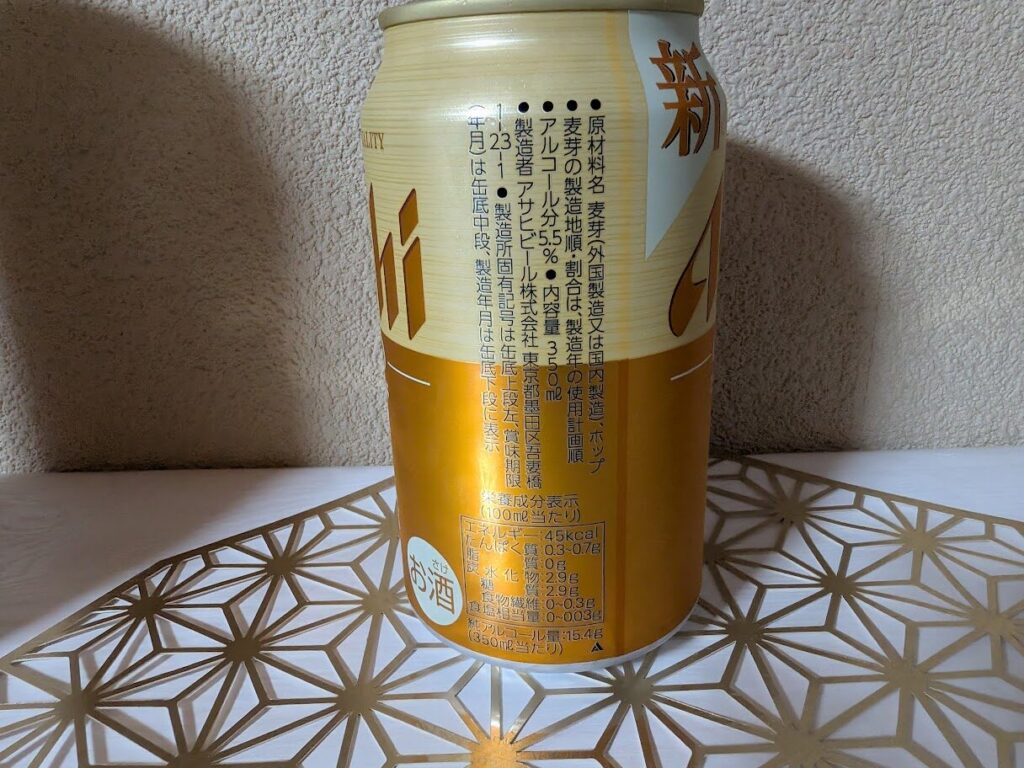 新
ALITY
hi
A
●原材料名 麦芽(外国製造又は国内製造)、ホップ
●麦芽の製造地順・割合は、製造年の使用計画順
●アルコール分5.5% ●内容量 350㎖
●製造者 アサヒビール株式会社 東京都墨田区吾妻橋
1-23-1 ●製造所固有記号は缶底上段左、賞味期限
(年月)は缶底中段、製造年月は缶底下段に表示
栄養成分表示
(100㎖当たり)
エネルギー:45kcal
たんぱく質:0.3~0.7g
脂質:0g
炭水化物:2.9g
糖質:2.9g
食物繊維:0~0.3g
食塩相当量:0~0.03g
純アルコール量:15.4g
(350㎖当たり)
さけ
お酒